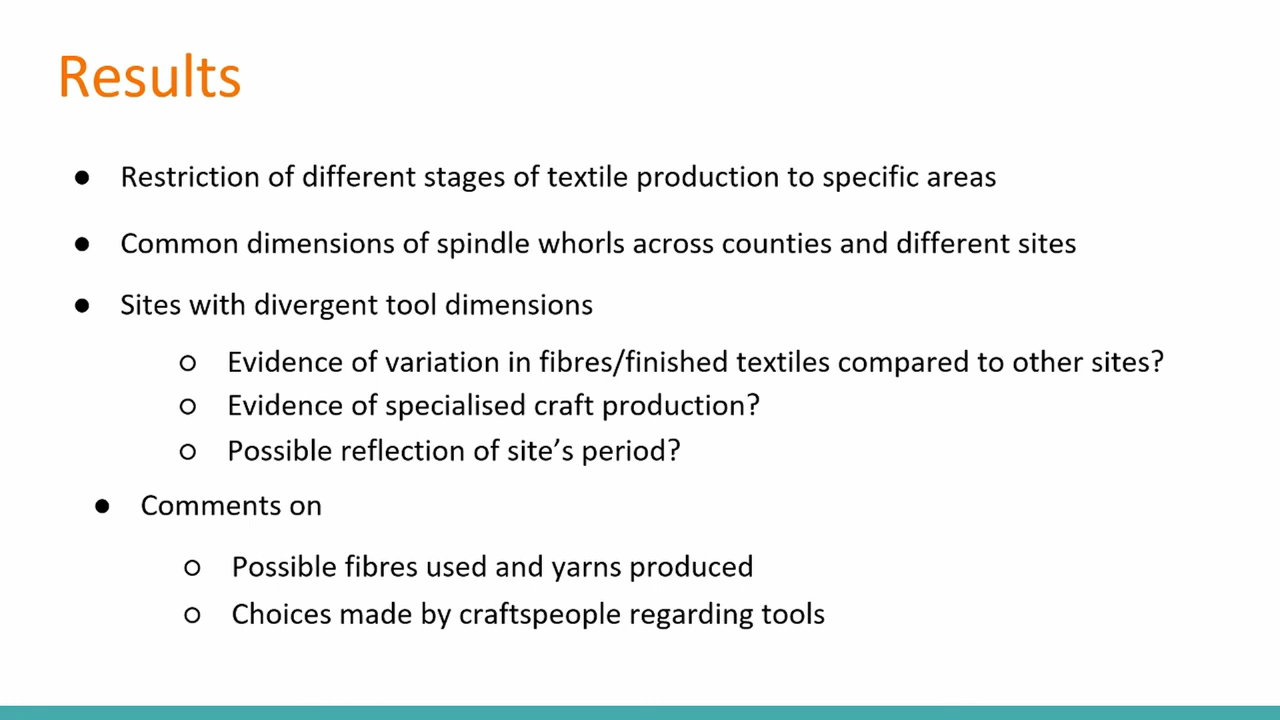 Results
● Restriction of different stages of textile production to specific areas
● Common dimensions of spindle whorls across counties and different sites
● Sites with divergent tool dimensions
○ Evidence of variation in fibres/finished textiles compared to other sites?
○ Evidence of specialised craft production?
○ Possible reflection of site’s period?
● Comments on
○ Possible fibres used and yarns produced
○ Choices made by craftspeople regarding tools